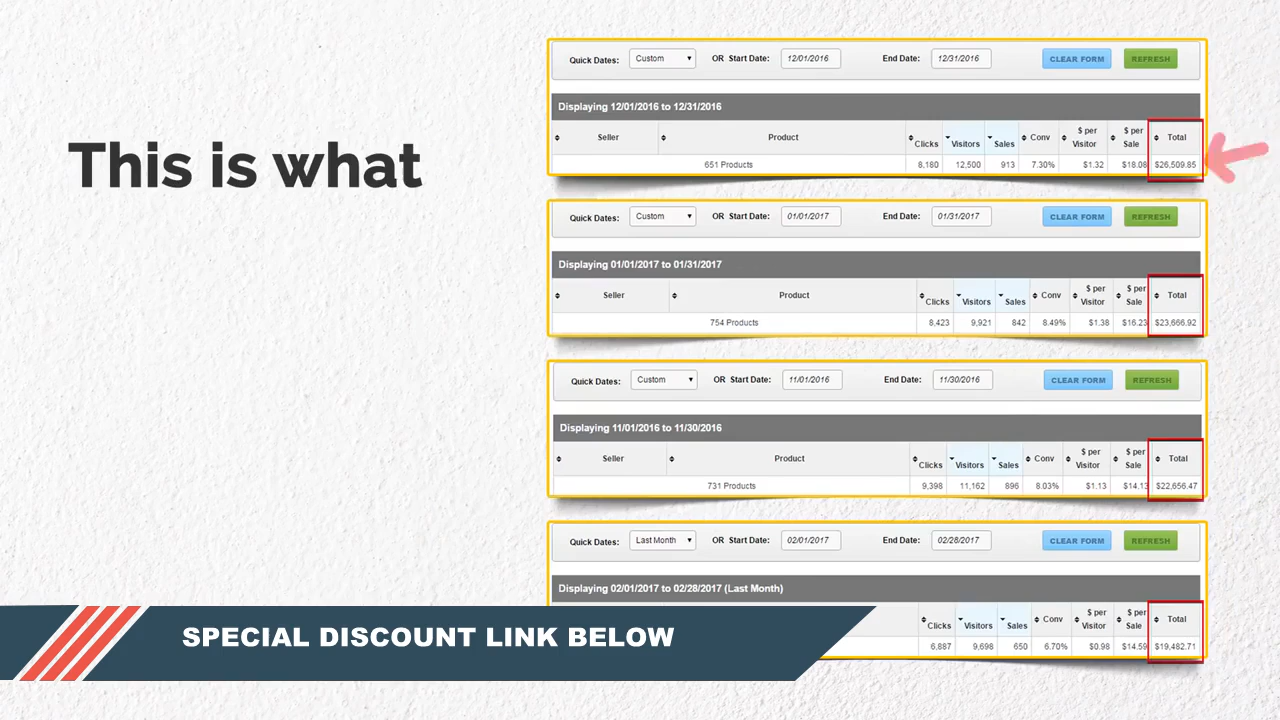 This is what
Quick Dates: Custom OR Start Date: 12/01/2016 End Date: 12/31/2016 CLEAR FORM REFRESH
Displaying 12/01/2016 to 12/31/2016
Seller Product Clicks Visitors Sales Conv $ per Visitor $ per Sale Total
651 Products 8,180 12,500 913 7.30% $1.32 $18.08 $26,509.85
Quick Dates: Custom OR Start Date: 01/01/2017 End Date: 01/31/2017 CLEAR FORM REFRESH
Displaying 01/01/2017 to 01/31/2017
Seller Product Clicks Visitors Sales Conv $ per Visitor $ per Sale Total
754 Products 8,423 9,921 842 8.49% $1.38 $16.23 $23,666.92
Quick Dates: Custom OR Start Date: 11/01/2016 End Date: 11/30/2016 CLEAR FORM REFRESH
Displaying 11/01/2016 to 11/30/2016
Seller Product Clicks Visitors Sales Conv $ per Visitor $ per Sale Total
731 Products 9,398 11,162 896 8.03% $1.13 $14.13 $22,656.47
Quick Dates: Last Month OR Start Date: 02/01/2017 End Date: 02/28/2017 CLEAR FORM REFRESH
Displaying 02/01/2017 to 02/28/2017 (Last Month)
Clicks Visitors Sales Conv $ per Visitor $ per Sale Total
6,887 9,698 650 6.70% $0.98 $14.59 $19,482.71
SPECIAL DISCOUNT LINK BELOW